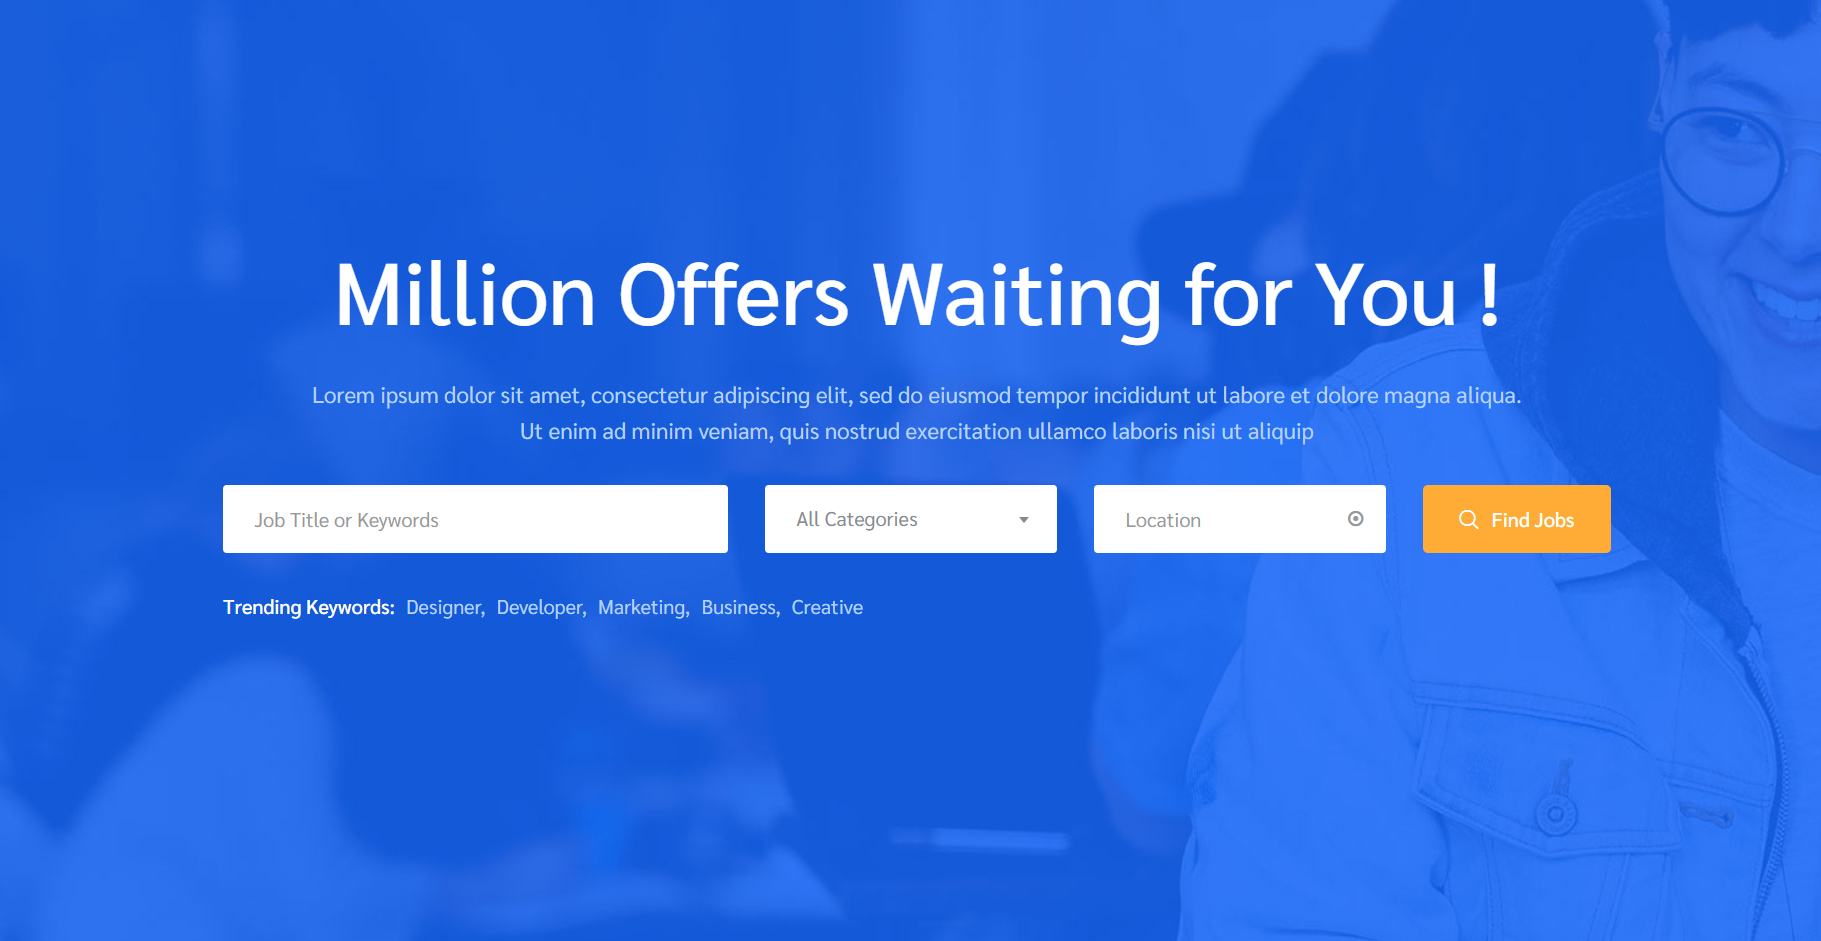 Million Offers Waiting for You !
Lorem ipsum dolor sit amet, consectetur adipiscing elit, sed do eiusmod tempor incididunt ut labore et dolore magna aliqua.
Ut enim ad minim veniam, quis nostrud exercitation ullamco laboris nisi ut aliquip
Job Title or Keywords
All Categories
Location
Find Jobs
Trending Keywords: Designer, Developer, Marketing, Business, Creative